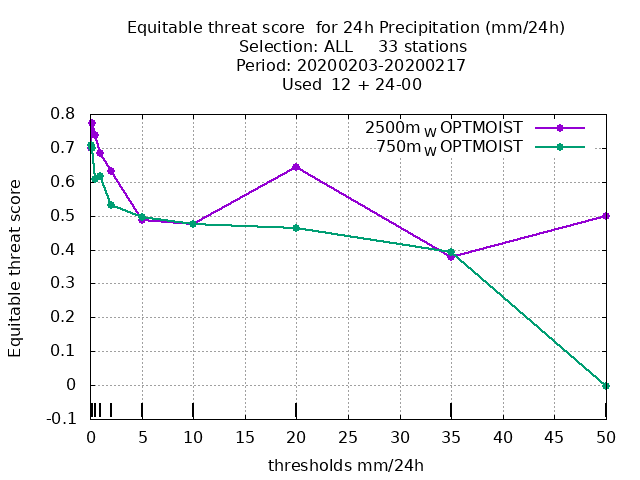 Equitable threat score  for 24h Precipitation (mm/24h)
Selection: ALL     33 stations
Period: 20200203-20200217
Used  12 + 24-00
2500m W OPTMOIST
750m W OPTMOIST
Equitable threat score
0.8
0.7
0.6
0.5
0.4
0.3
0.2
0.1
0
-0.1
0 5 10 15 20 25 30 35 40 45 50
thresholds mm/24h